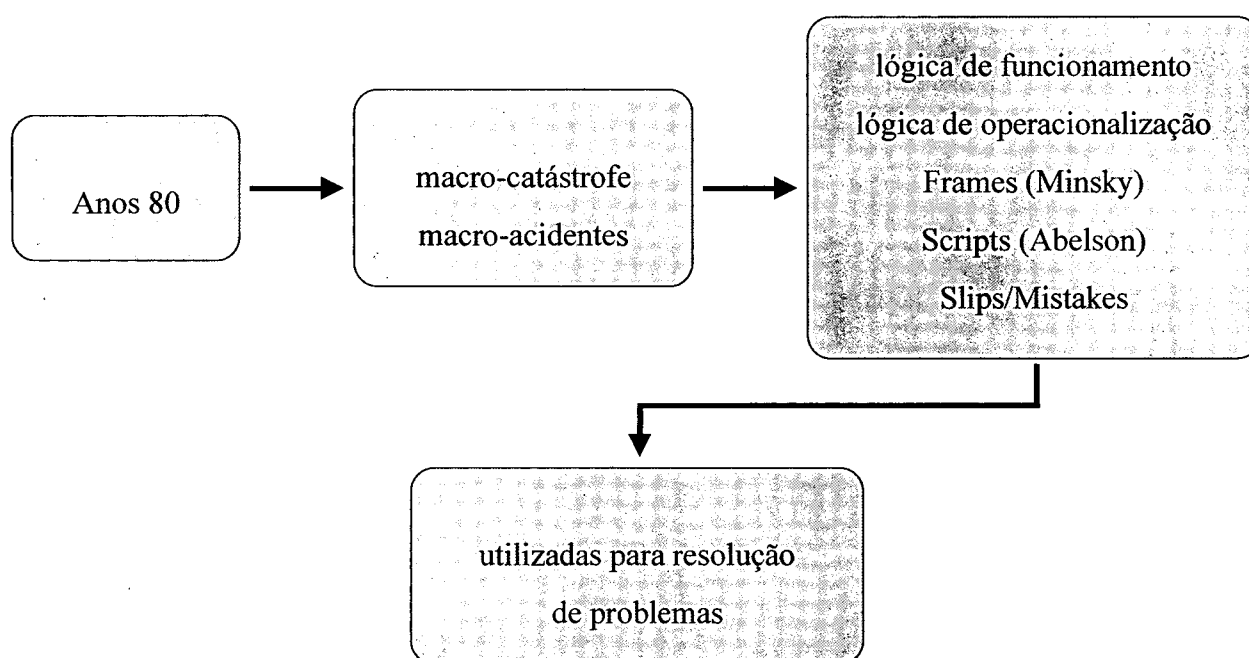 Anos 80
macro-catástrofe
macro-acidentes
lógica de funcionamento
lógica de operacionalização
Frames (Minsky)
Scripts (Abelson)
Slips/Mistakes
utilizadas para resolução
de problemas